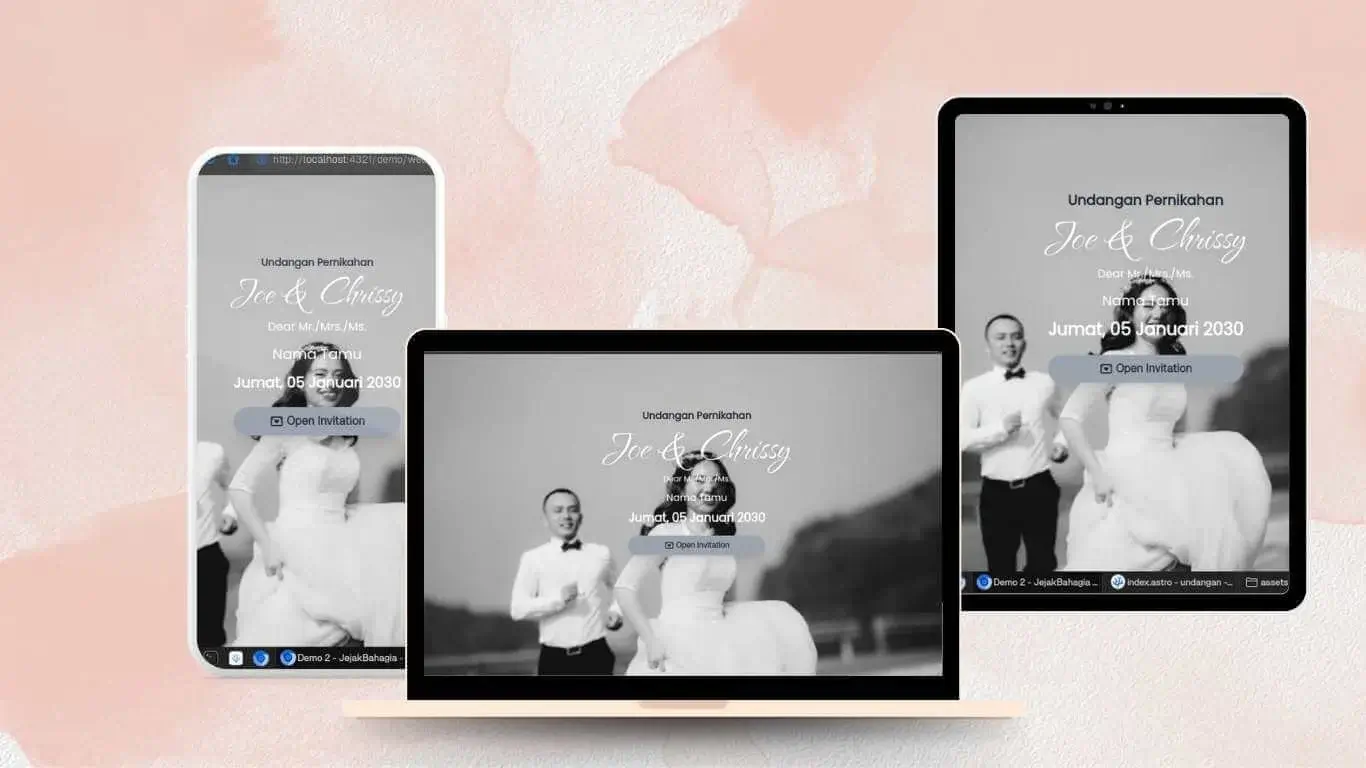 http://localhost:4321/demo/we
Undangan Pernikahan
Joe & Chrissy
Dear Mr./Mrs./Ms.
Nama Tamu
Jumat, 05 Januari 2030
Open Invitation
Demo 2 - JejakBahagia -
Undangan Pernikahan
Joe & Chrissy
Dear Mr./Mrs./Ms.
Nama Tamu
Jumat, 05 Januari 2030
Open Invitation
Undangan Pernikahan
Joe & Chrissy
Dear Mr./Mrs./Ms.
Nama Tamu
Jumat, 05 Januari 2030
Open Invitation
Demo 2 - JejakBahagia ... index.astro - undangan -... assets